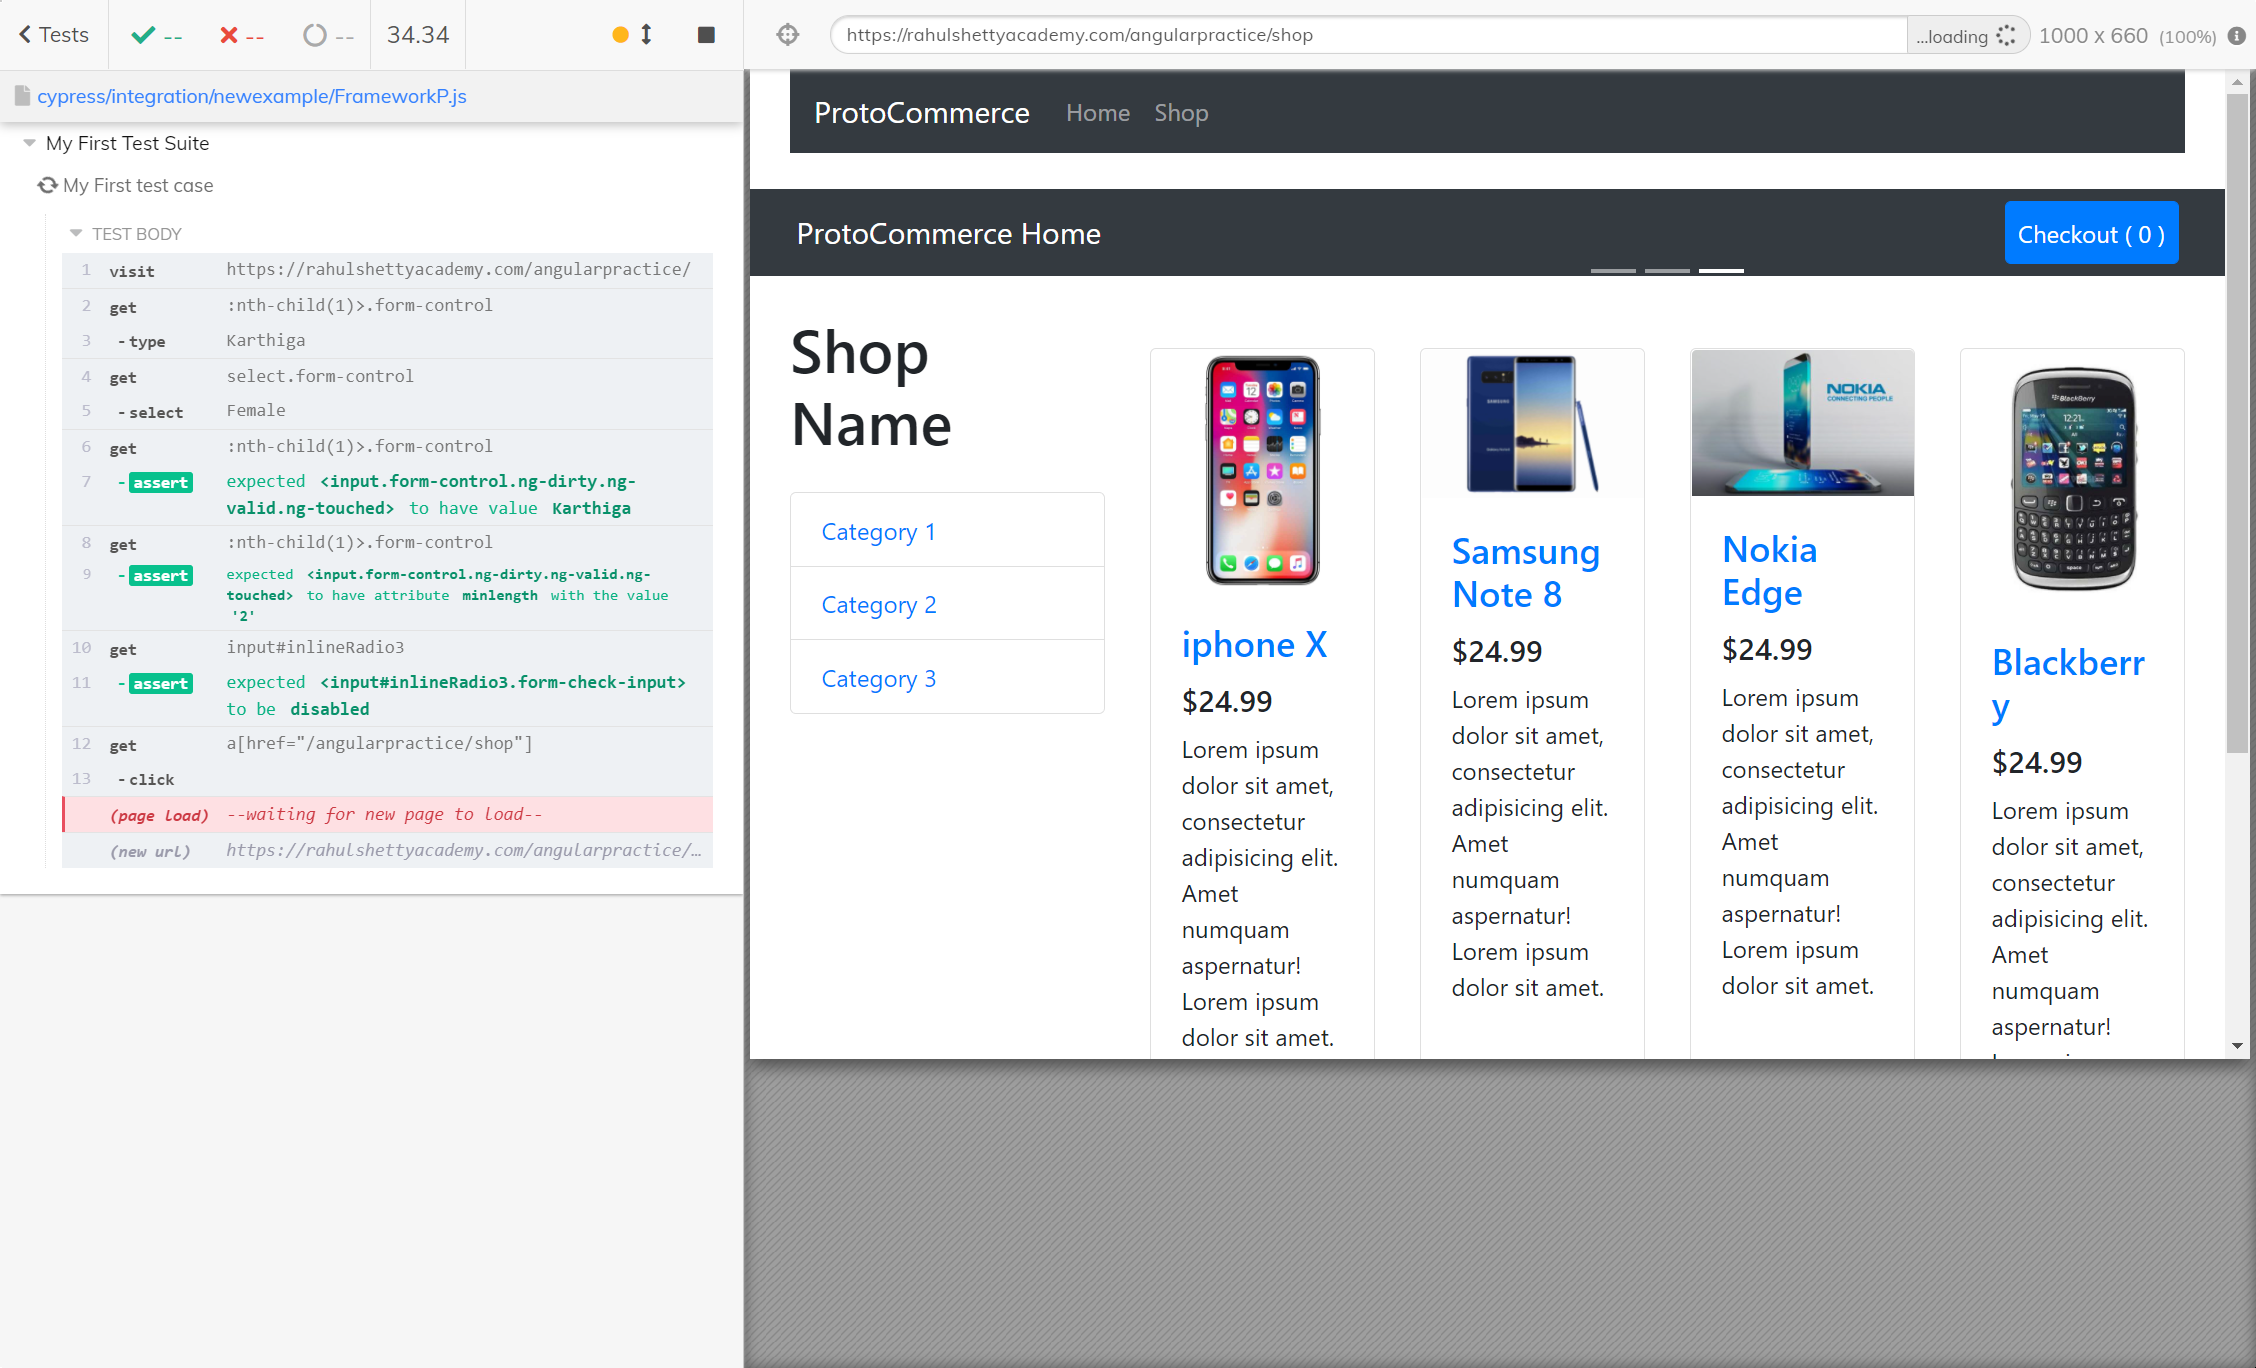 Tests
--
--
--
34.34
https://rahulshettyacademy.com/angularpractice/shop
...loading
1000 x 660 (100%)
cypress/integration/newexample/FrameworkP.js
My First Test Suite
My First test case
TEST BODY
1 visit https://rahulshettyacademy.com/angularpractice/
2 get :nth-child(1)>.form-control
3 -type Karthiga
4 get select.form-control
5 -select Female
6 get :nth-child(1)>.form-control
7 -assert expected <input.form-control.ng-dirty.ng-
valid.ng-touched> to have value Karthiga
8 get :nth-child(1)>.form-control
9 -assert expected <input.form-control.ng-dirty.ng-valid.ng-
touched> to have attribute minlength with the value
'2'
10 get input#inlineRadio3
11 -assert expected <input#inlineRadio3.form-check-input>
to be disabled
12 get a[href="/angularpractice/shop"]
13 -click
(page load) --waiting for new page to load--
(new url) https://rahulshettyacademy.com/angularpractice/...
ProtoCommerce Home Shop
ProtoCommerce Home
Checkout ( 0 )
Shop
Name
Category 1
Category 2
Category 3
iphone X
$24.99
Lorem ipsum
dolor sit amet,
consectetur
adipisicing elit.
Amet
numquam
aspernatur!
Lorem ipsum
dolor sit amet.
SAMSUNG
Samsung
Note 8
$24.99
Lorem ipsum
dolor sit amet,
consectetur
adipisicing elit.
Amet
numquam
aspernatur!
Lorem ipsum
dolor sit amet.
NOKIA
CONNECTING PEOPLE
Nokia
Edge
$24.99
Lorem ipsum
dolor sit amet,
consectetur
adipisicing elit.
Amet
numquam
aspernatur!
Lorem ipsum
dolor sit amet.
BlackBerry
12:21
Blackberr
y
$24.99
Lorem ipsum
dolor sit amet,
consectetur
adipisicing elit.
Amet
numquam
aspernatur!